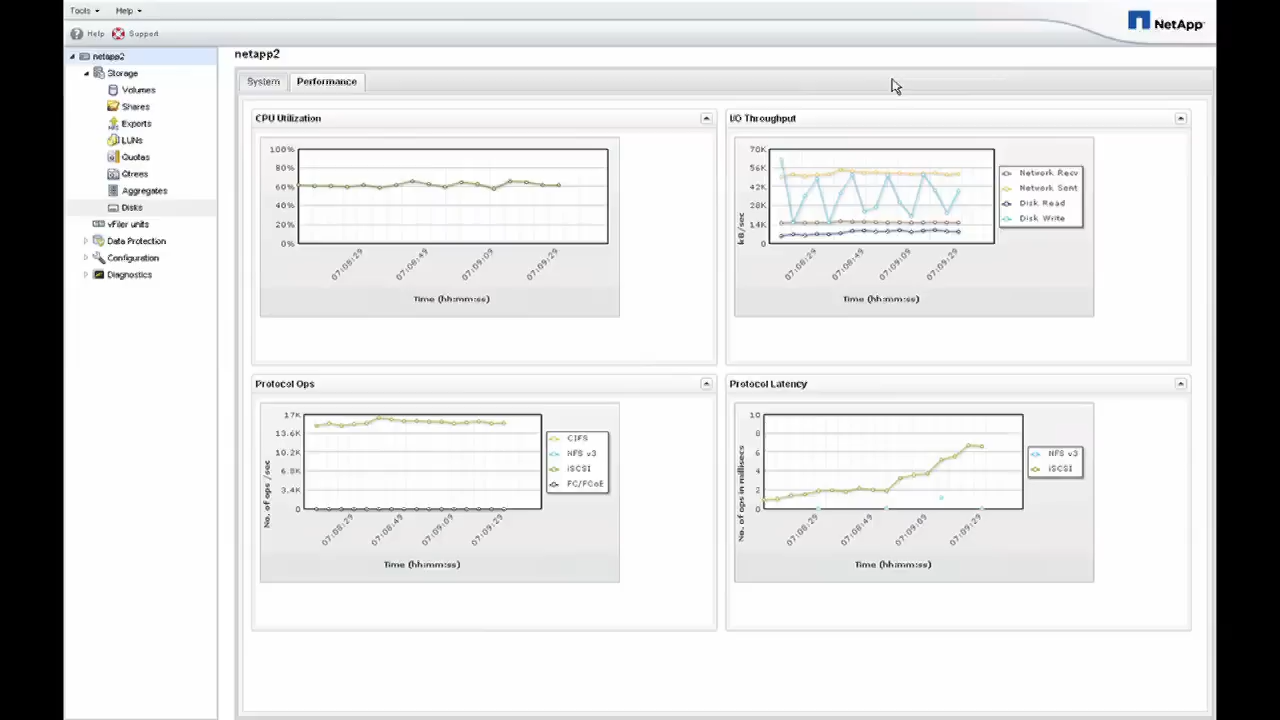 Tools Help
NetApp
Help Support
netapp2
netapp2
Storage
Volumes
Shares
Exports
LUNs
Quotas
Qtrees
Aggregates
Disks
vFiler units
Data Protection
Configuration
Diagnostics
System Performance
CPU Utilization
100%
80%
60%
40%
20%
0%
07:08:29 07:08:49 07:09:09 07:09:29
Time (hh:mm:ss)
I/O Throughput
kB/sec
70K
56K
42K
28K
14K
0
07:08:29 07:08:49 07:09:09 07:09:29
Time (hh:mm:ss)
Network Recv
Network Sent
Disk Read
Disk Write
Protocol Ops
No. of ops /sec
17K
13.6K
10.2K
6.8K
3.4K
0
07:08:29 07:08:49 07:09:09 07:09:29
Time (hh:mm:ss)
CIFS
NFS v3
iSCSI
FC/FCoE
Protocol Latency
No. of ops in millisecs
10
8
6
4
2
0
07:08:29 07:08:49 07:09:09 07:09:29
Time (hh:mm:ss)
NFS v3
iSCSI